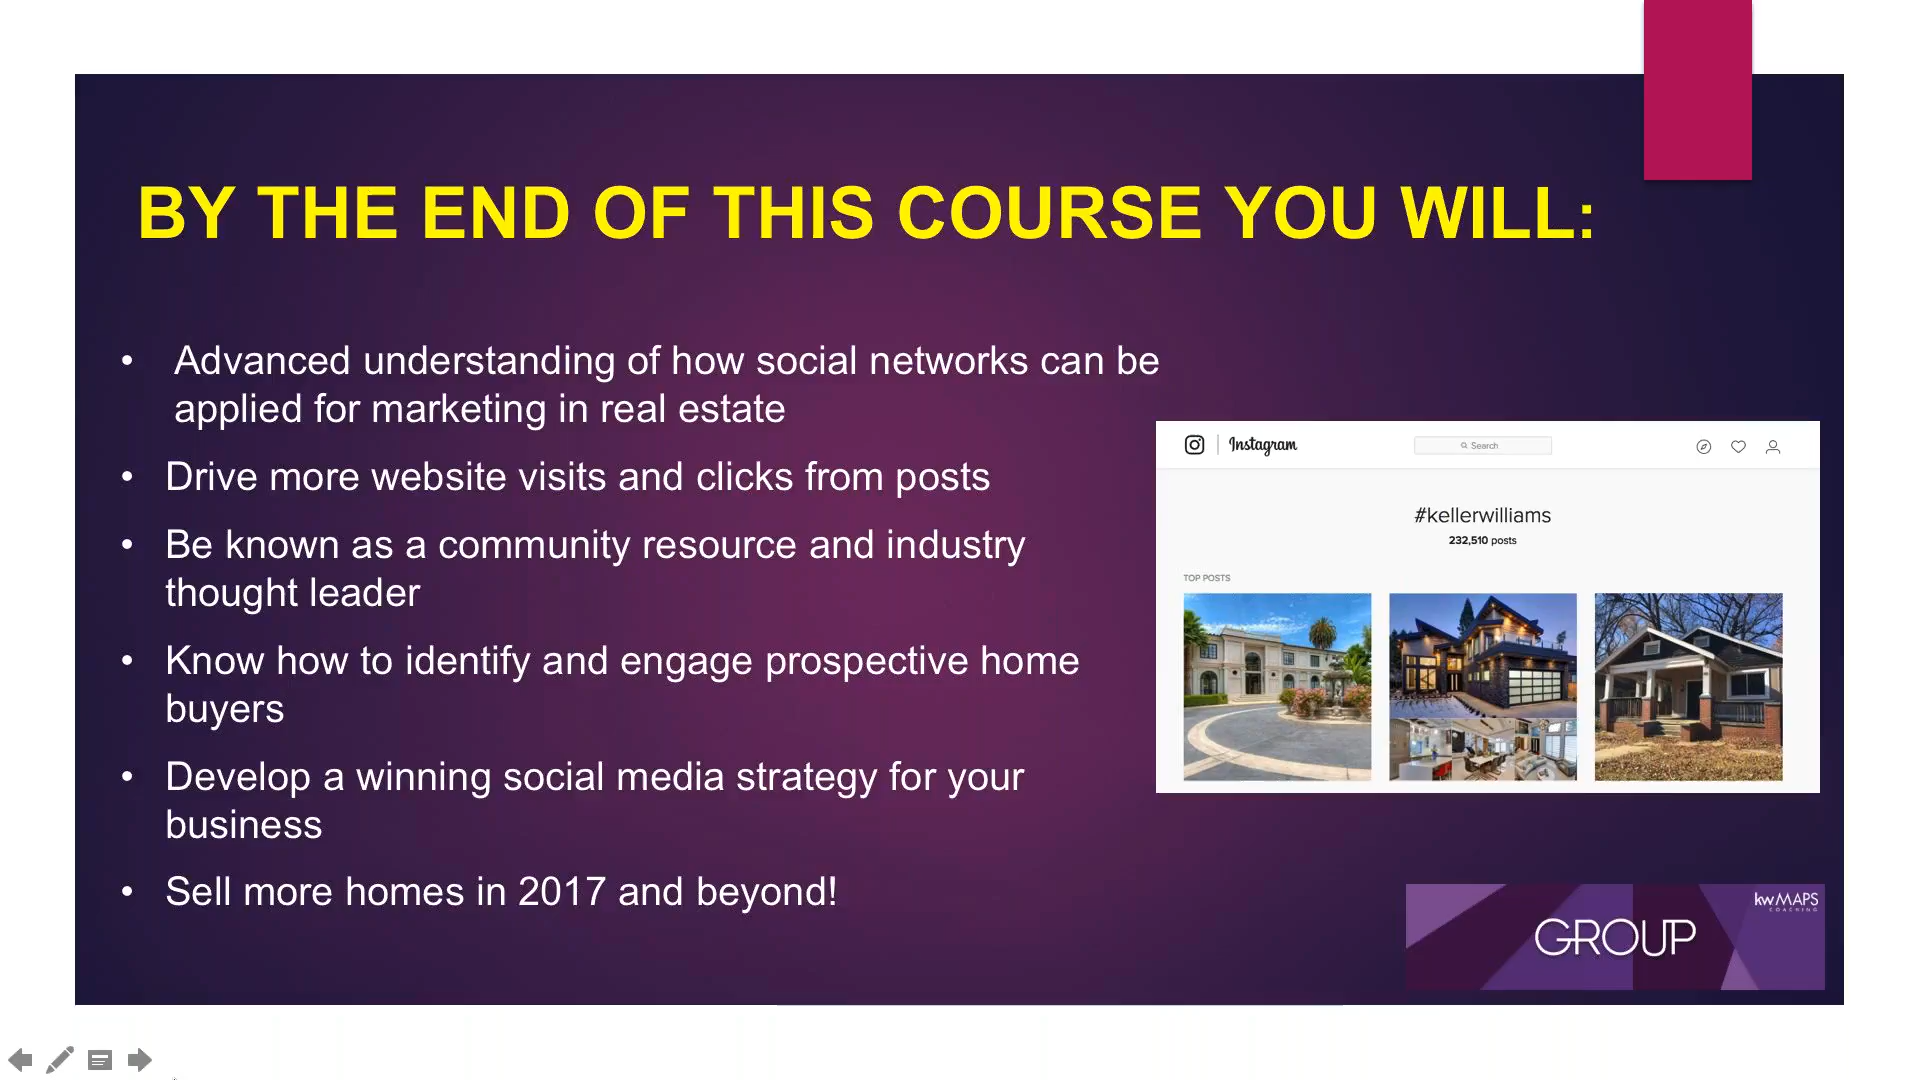 BY THE END OF THIS COURSE YOU WILL:
• Advanced understanding of how social networks can be
applied for marketing in real estate
• Drive more website visits and clicks from posts
• Be known as a community resource and industry
thought leader
• Know how to identify and engage prospective home
buyers
• Develop a winning social media strategy for your
business
• Sell more homes in 2017 and beyond!
Instagram
Search
#kellerwilliams
232,510 posts
TOP POSTS
kwMAPS
COACHING
GROUP